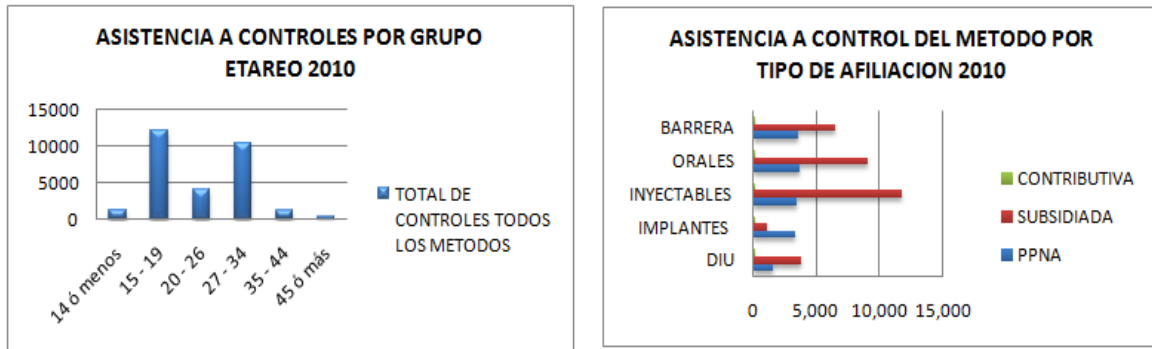 ASISTENCIA A CONTROLES POR GRUPO
ETAREO 2010
15000
10000
5000
0
14 ó menos
15 - 19
20 - 26
27 - 34
35 - 44
45 ó más
TOTAL DE
CONTROLES TODOS
LOS METODOS
ASISTENCIA A CONTROL DEL METODO POR
TIPO DE AFILIACION 2010
BARRERA
ORALES
INYECTABLES
IMPLANTES
DIU
0 5,000 10,000 15,000
CONTRIBUTIVA
SUBSIDIADA
PPNA